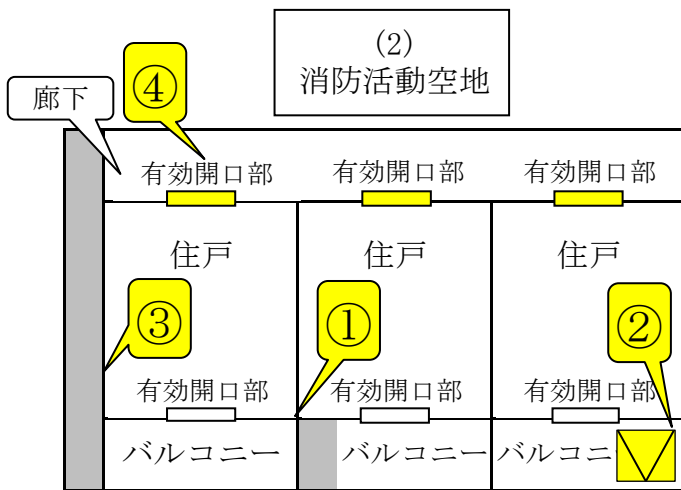 (2)
消防活動空地
④
廊下
有効開口部
有効開口部
有効開口部
住戸
住戸
住戸
③
①
②
有効開口部
有効開口部
有効開口部
バルコニー
バルコニー
バルコニ